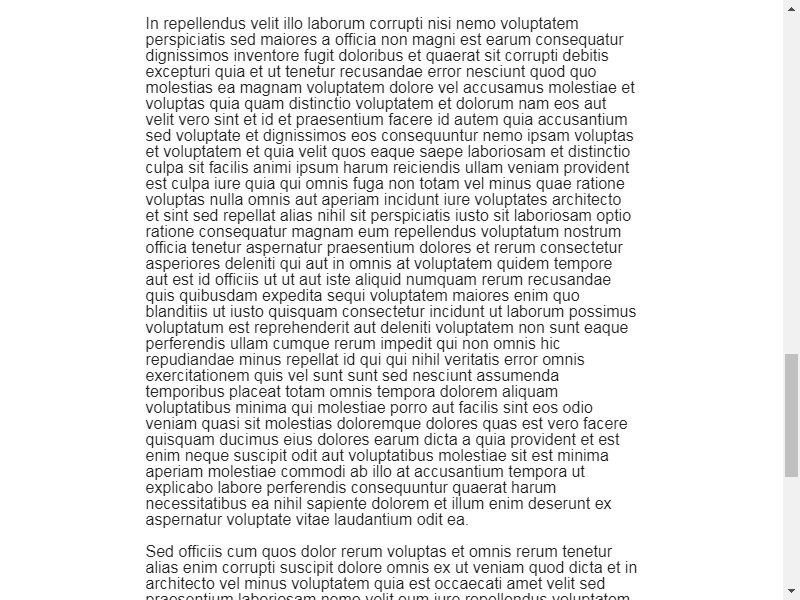 In repellendus velit illo laborum corrupti nisi nemo voluptatem
perspiciatis sed maiores a officia non magni est earum consequatur
dignissimos inventore fugit doloribus et quaerat sit corrupti debitis
excepturi quia et ut tenetur recusandae error nesciunt quod quo
molestias ea magnam voluptatem dolore vel accusamus molestiae et
voluptas quia quam distinctio voluptatem et dolorum nam eos aut
velit vero sint et id et praesentium facere id autem quia accusantium
sed voluptate et dignissimos eos consequuntur nemo ipsam voluptas
et voluptatem et quia velit quos eaque saepe laboriosam et distinctio
culpa sit facilis animi ipsum harum reiciendis ullam veniam provident
est culpa iure quia qui omnis fuga non totam vel minus quae ratione
voluptas nulla omnis aut aperiam incidunt iure voluptates architecto
et sint sed repellat alias nihil sit perspiciatis iusto sit laboriosam optio
ratione consequatur magnam eum repellendus voluptatum nostrum
officia tenetur aspernatur praesentium dolores et rerum consectetur
asperiores deleniti qui aut in omnis at voluptatem quidem tempore
aut est id officiis ut ut aut iste aliquid numquam rerum recusandae
quis quibusdam expedita sequi voluptatem maiores enim quo
blanditiis ut iusto quisquam consectetur incidunt ut laborum possimus
voluptatum est reprehenderit aut deleniti voluptatem non sunt eaque
perferendis ullam cumque rerum impedit qui non omnis hic
repudiandae minus repellat id qui qui nihil veritatis error omnis
exercitationem quis vel sunt sunt sed nesciunt assumenda
temporibus placeat totam omnis tempora dolorem aliquam
voluptatibus minima qui molestiae porro aut facilis sint eos odio
veniam quasi sit molestias doloremque dolores quas est vero facere
quisquam ducimus eius dolores earum dicta a quia provident et est
enim neque suscipit odit aut voluptatibus molestiae sit est minima
aperiam molestiae commodi ab illo at accusantium tempora ut
explicabo labore perferendis consequuntur quaerat harum
necessitatibus ea nihil sapiente dolorem et illum enim deserunt ex
aspernatur voluptate vitae laudantium odit ea.
Sed officiis cum quos dolor rerum voluptas et omnis rerum tenetur
alias enim corrupti suscipit dolore omnis ex ut veniam quod dicta et in
architecto vel minus voluptatem quia est occaecati amet velit sed
praesentium laboriosam nemo velit eum iure repellendus voluptatem